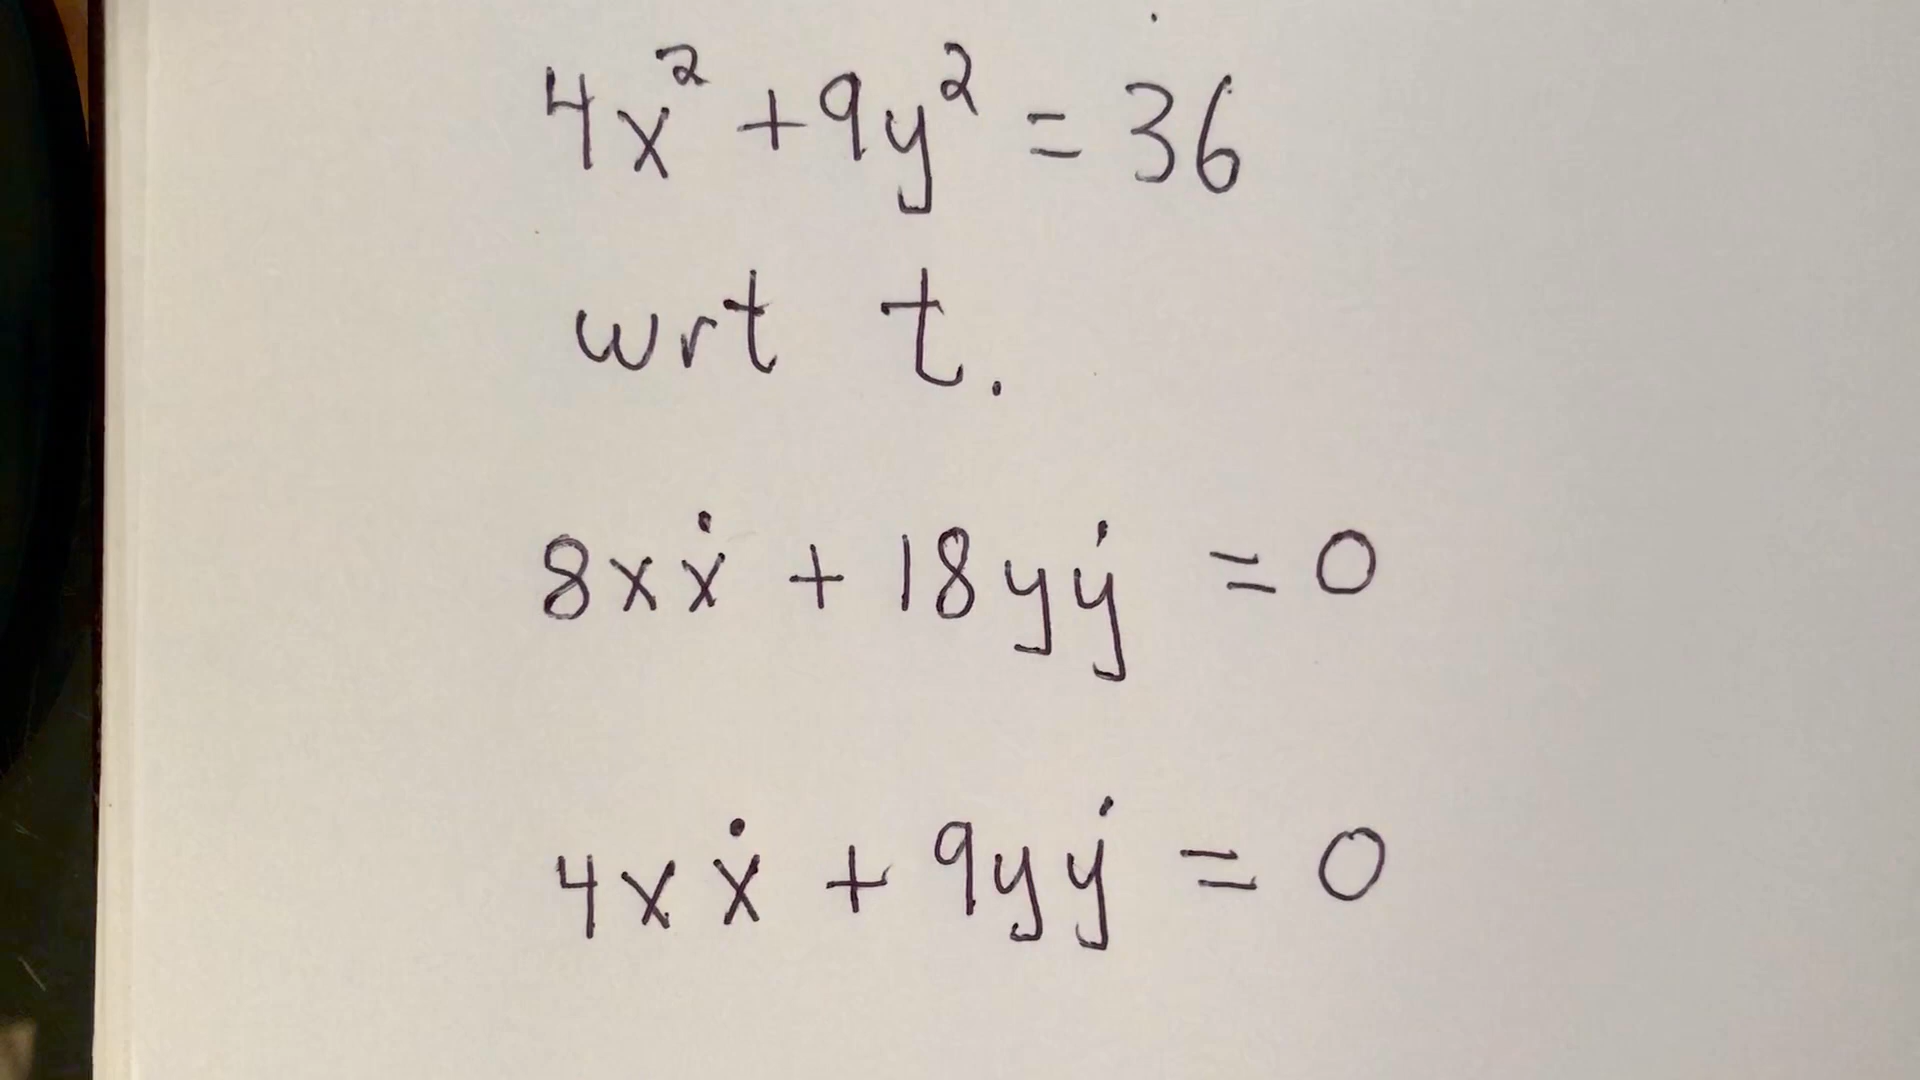 4x² + 9y² = 36
wrt t.
8xẋ + 18yẏ = 0
4xẋ + 9yẏ = 0